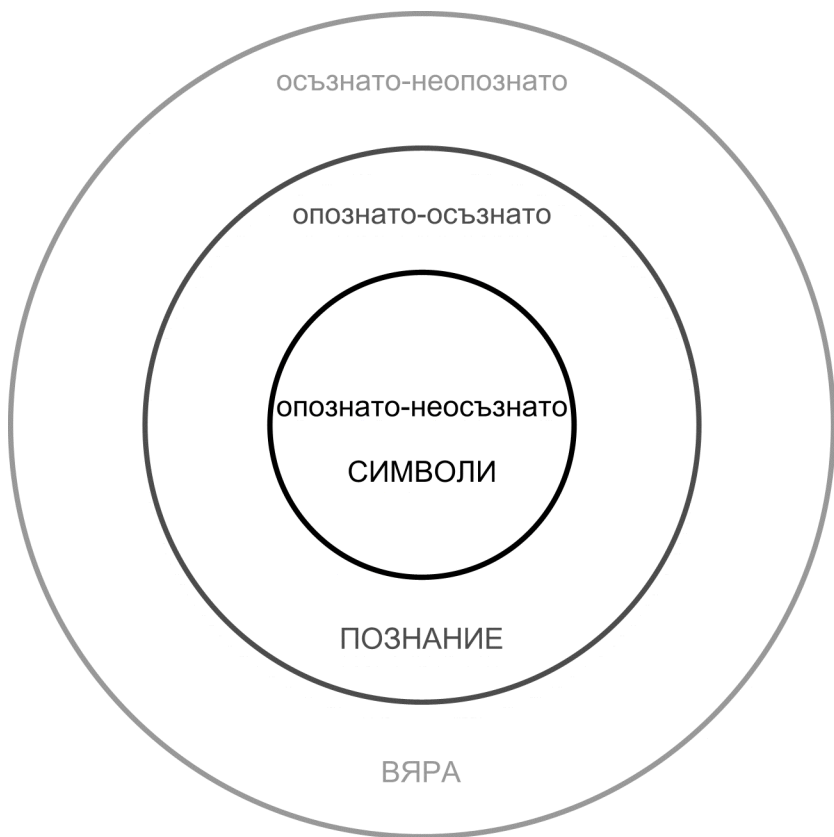 осъзнато-неопознато
опознато-осъзнато
опознато-неосъзнато
СИМВОЛИ
ПОЗНАНИЕ
ВЯРА